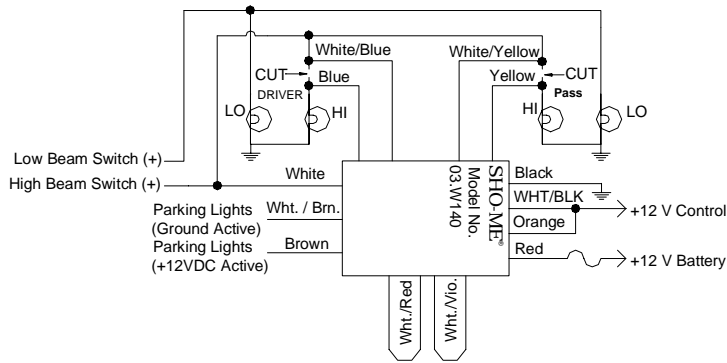 White/Blue
White/Yellow
CUT
Blue
Yellow
CUT
DRIVER
Pass
LO
HI
HI
LO
Low Beam Switch (+)
High Beam Switch (+)
White
Black
Parking Lights
(Ground Active)
Wht. / Brn.
WHT/BLK
+12 V Control
Orange
Parking Lights
(+12VDC Active)
Brown
Red
+12 V Battery
SHO-ME®
Model No.
03.W140
Wht./Red
Wht./Vio.